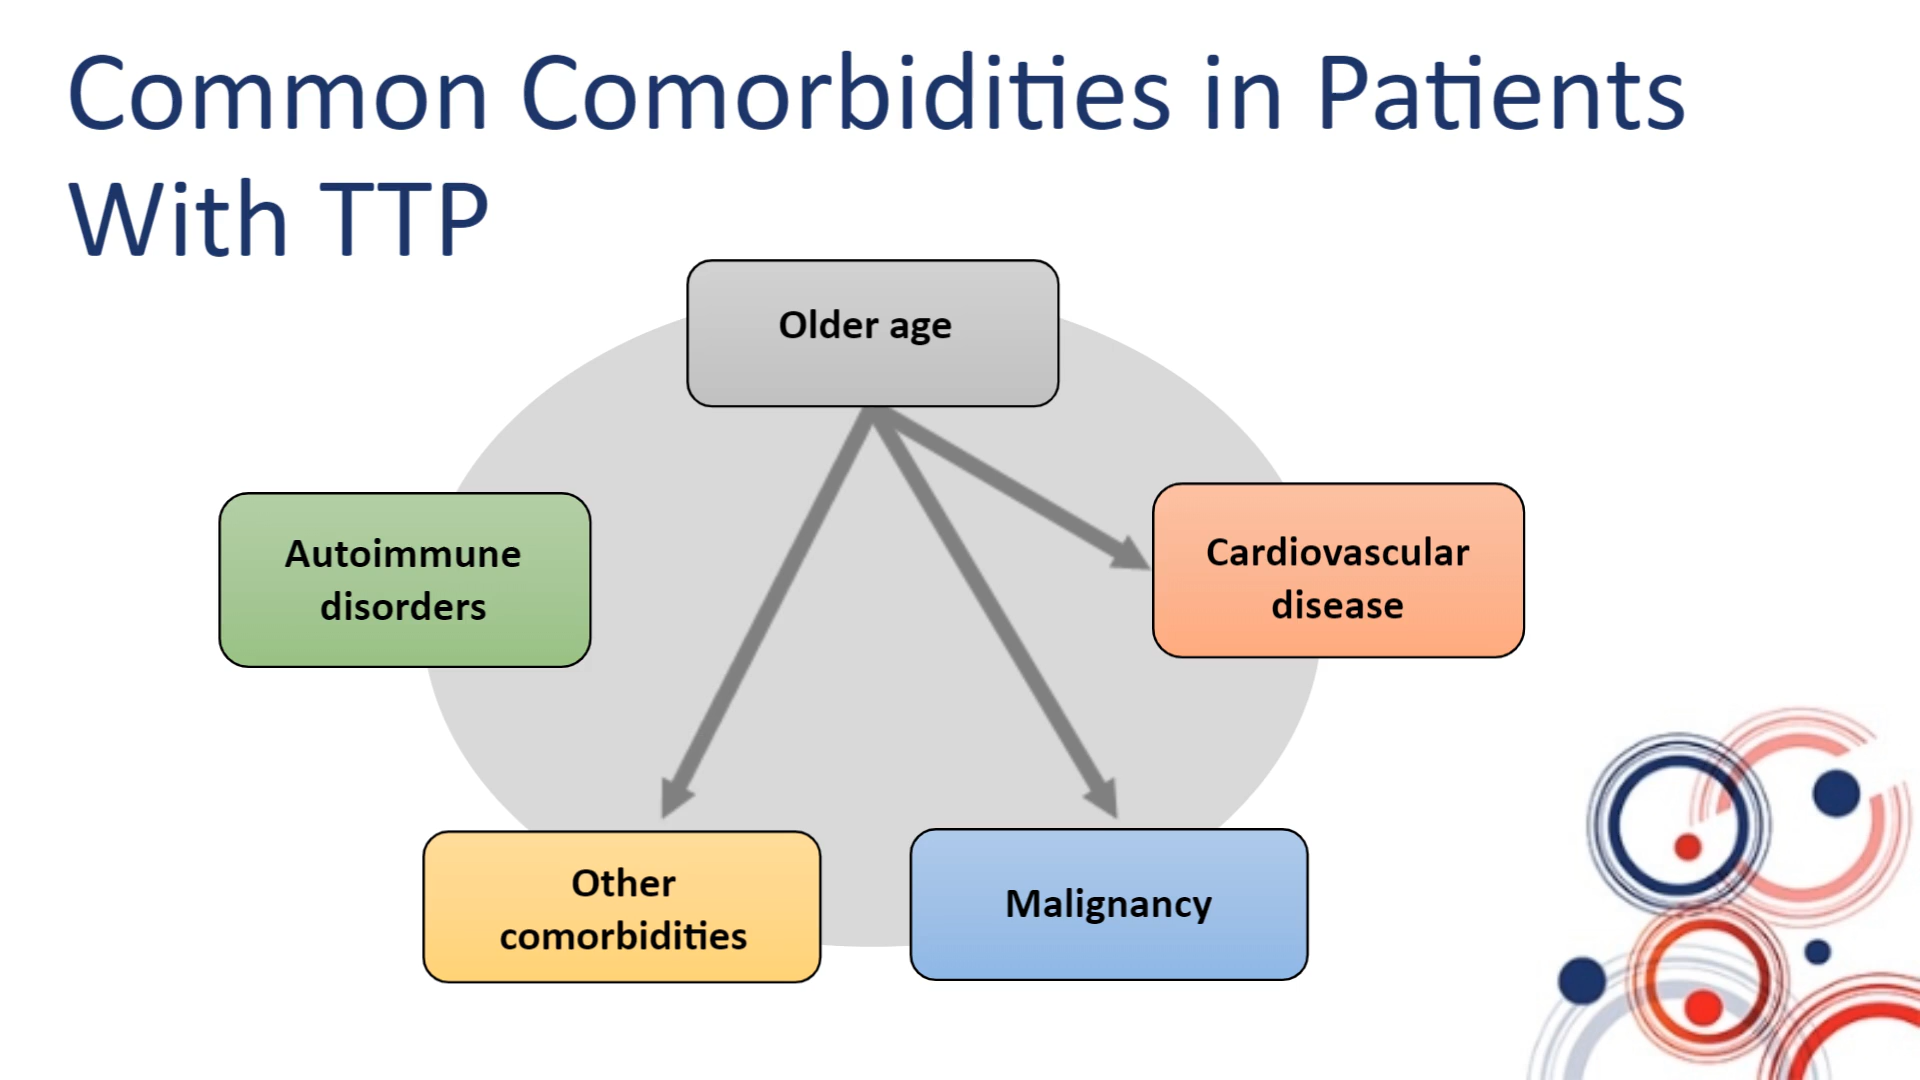 Common Comorbidities in Patients
With TTP
Older age
Autoimmune
disorders
Cardiovascular
disease
Other
comorbidities
Malignancy